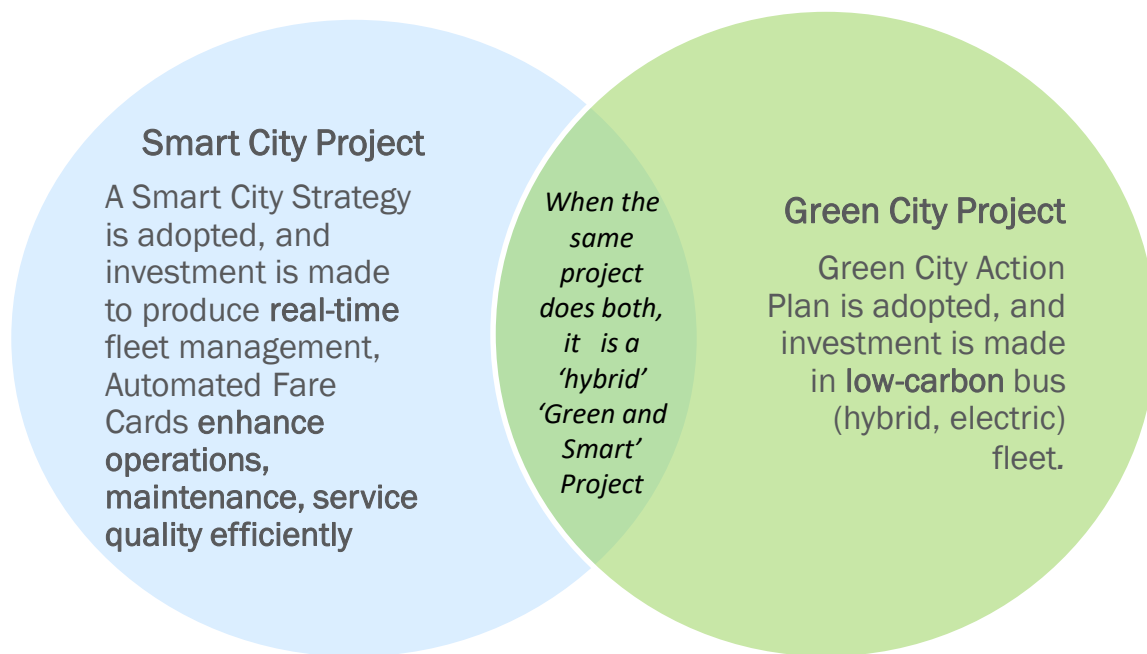 Smart City Project
A Smart City Strategy
is adopted, and
investment is made
to produce real-time
fleet management,
Automated Fare
Cards enhance
operations,
maintenance, service
quality efficiently
When the
same
project
does both,
it is a
‘hybrid’
‘Green and
Smart’
Project
Green City Project
Green City Action
Plan is adopted, and
investment is made
in low-carbon bus
(hybrid, electric)
fleet.